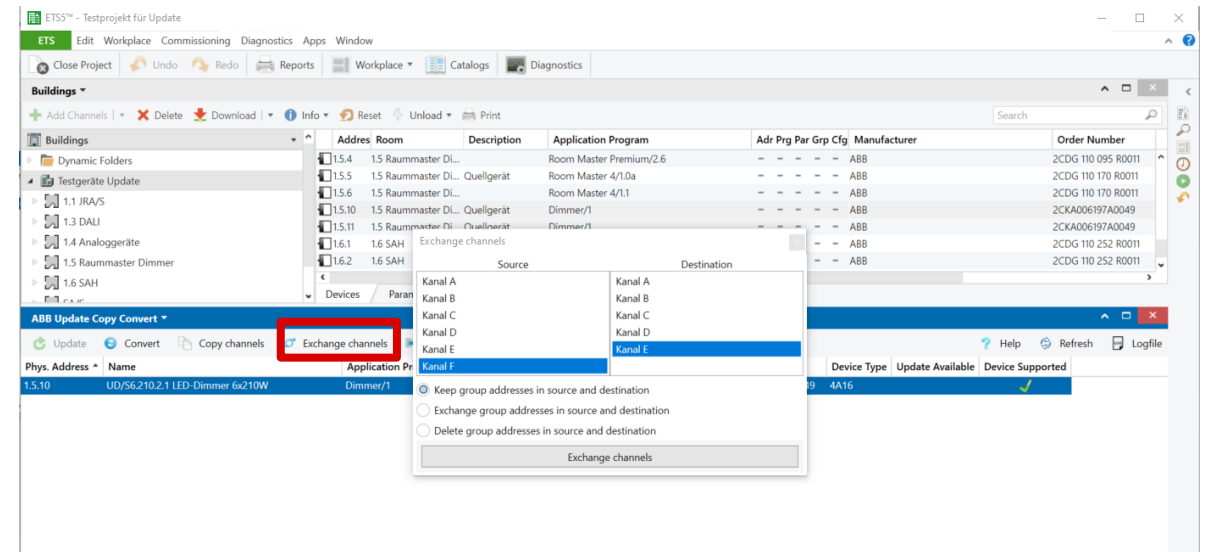 ETS5™ - Testprojekt für Update
ETS Edit Workplace Commissioning Diagnostics Apps Window
Close Project Undo Redo Reports Workplace Catalogs Diagnostics
Buildings
Add Channels Delete Download Info Reset Unload Print Search
Buildings
Dynamic Folders
Testgeräte Update
1.1 JRA/S
1.3 DALI
1.4 Analoggeräte
1.5 Raummaster Dimmer
1.6 SAH
Addres Room Description Application Program Adr Prg Par Grp Cfg Manufacturer Order Number
1.5.4 1.5 Raummaster Di... Room Master Premium/2.6 - - - - - ABB 2CDG 110 095 R0011
1.5.5 1.5 Raummaster Di... Quellgerät Room Master 4/1.0a - - - - - ABB 2CDG 110 170 R0011
1.5.6 1.5 Raummaster Di... Room Master 4/1.1 - - - - - ABB 2CDG 110 170 R0011
1.5.10 1.5 Raummaster Di... Quellgerät Dimmer/1 - - - - - ABB 2CKA006197A0049
1.5.11 1.5 Raummaster Di... Quellgerät Dimmer/1 ABB 2CKA006197A0049
1.6.1 1.6 SAH - - ABB 2CDG 110 252 R0011
1.6.2 1.6 SAH - - ABB 2CDG 110 252 R0011
Devices Param
ABB Update Copy Convert
Update Convert Copy channels Exchange channels Help Refresh Logfile
Phys. Address Name Application Pr Device Type Update Available Device Supported
1.5.10 UD/S6.210.2.1 LED-Dimmer 6x210W Dimmer/1 49 4A16
Exchange channels
Source Destination
Kanal A Kanal A
Kanal B Kanal B
Kanal C Kanal C
Kanal D Kanal D
Kanal E Kanal E
Kanal F
Keep group addresses in source and destination
Exchange group addresses in source and destination
Delete group addresses in source and destination
Exchange channels